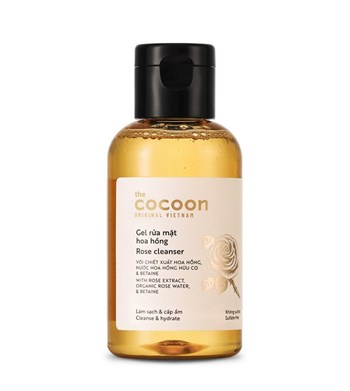 the
cocoon
ORIGINAL VIETNAM
Gel rửa mặt
hoa hồng
Rose cleanser
VỚI CHIẾT XUẤT HOA HỒNG,
NƯỚC HOA HỒNG HỮU CƠ
& BETAINE
WITH ROSE EXTRACT,
ORGANIC ROSE WATER,
& BETAINE
Làm sạch & cấp ẩm
Cleanse & hydrate
Không